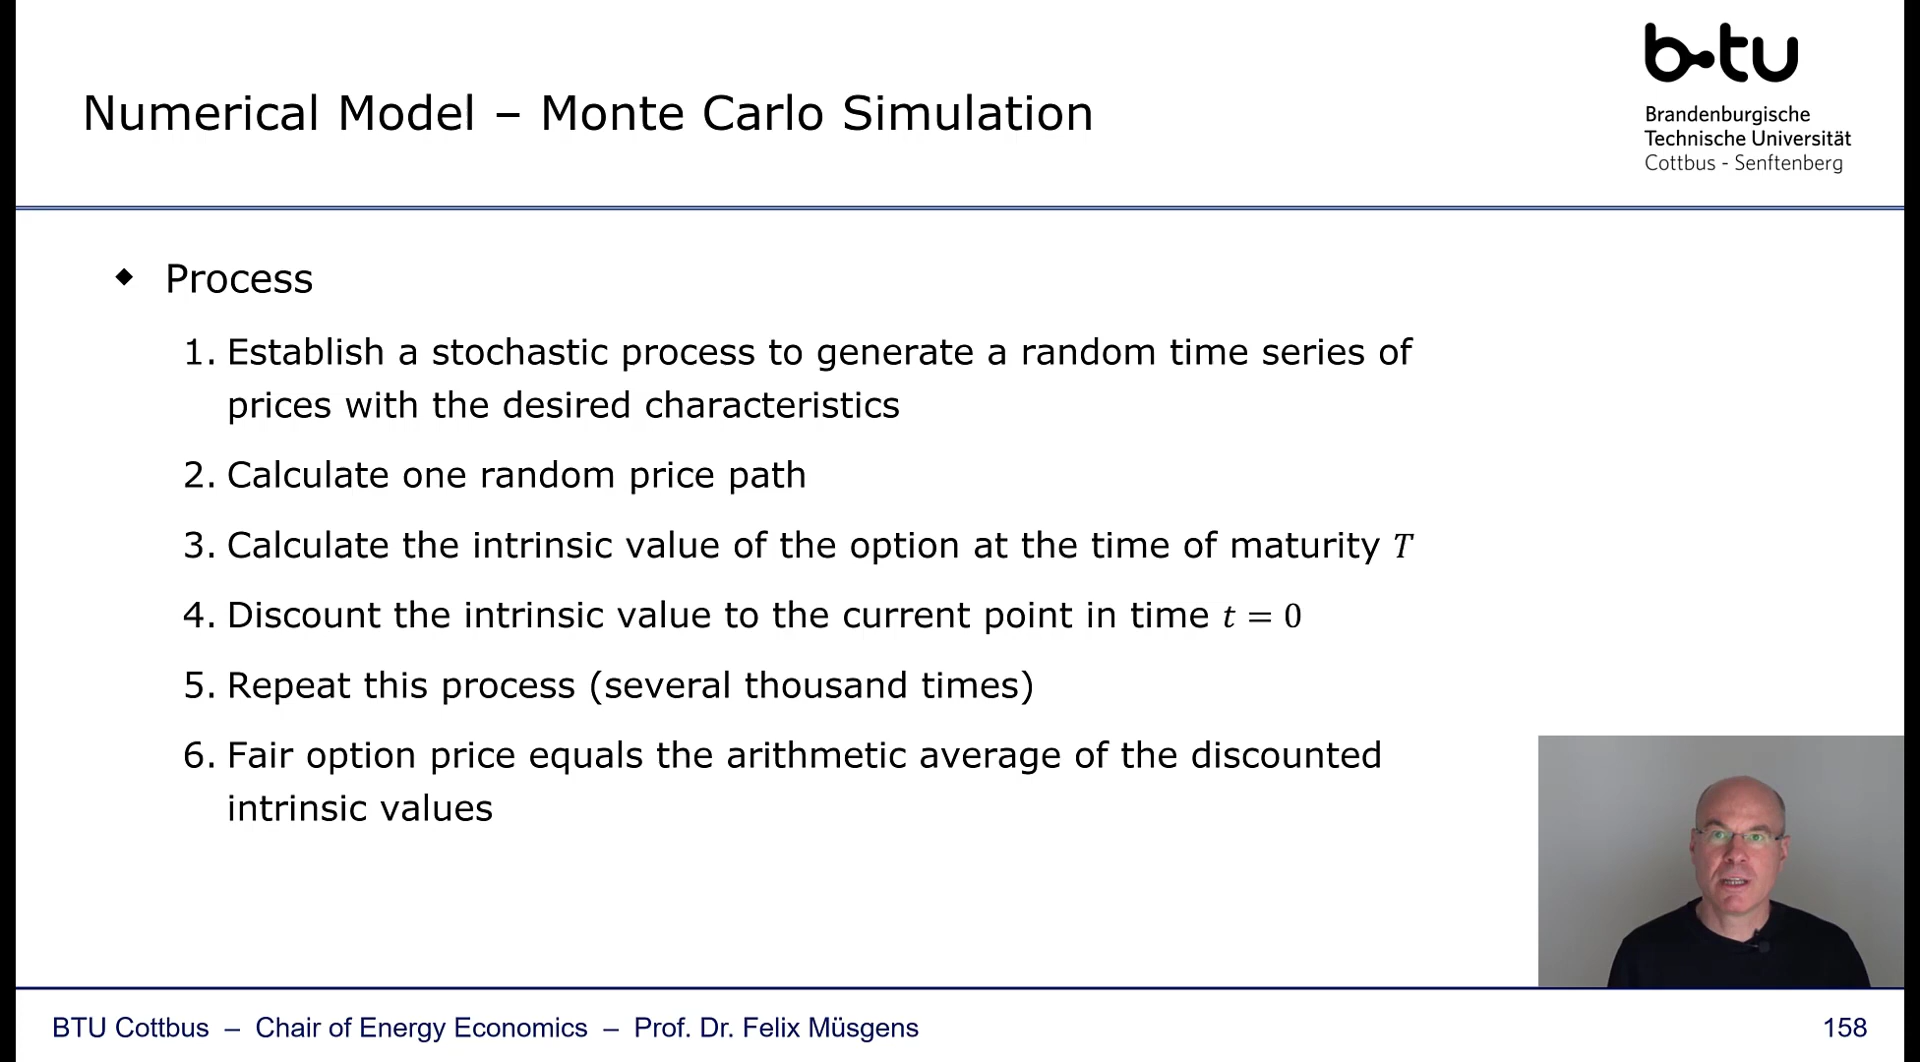 b-tu
Brandenburgische
Technische Universität
Cottbus - Senftenberg
Numerical Model – Monte Carlo Simulation
◆ Process
1. Establish a stochastic process to generate a random time series of
prices with the desired characteristics
2. Calculate one random price path
3. Calculate the intrinsic value of the option at the time of maturity T
4. Discount the intrinsic value to the current point in time t = 0
5. Repeat this process (several thousand times)
6. Fair option price equals the arithmetic average of the discounted
intrinsic values
BTU Cottbus – Chair of Energy Economics – Prof. Dr. Felix Müsgens
158